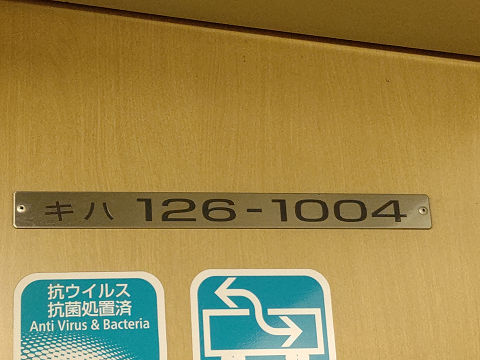 キハ 126-1004
抗ウイルス
抗菌処置済
Anti Virus & Bacteria